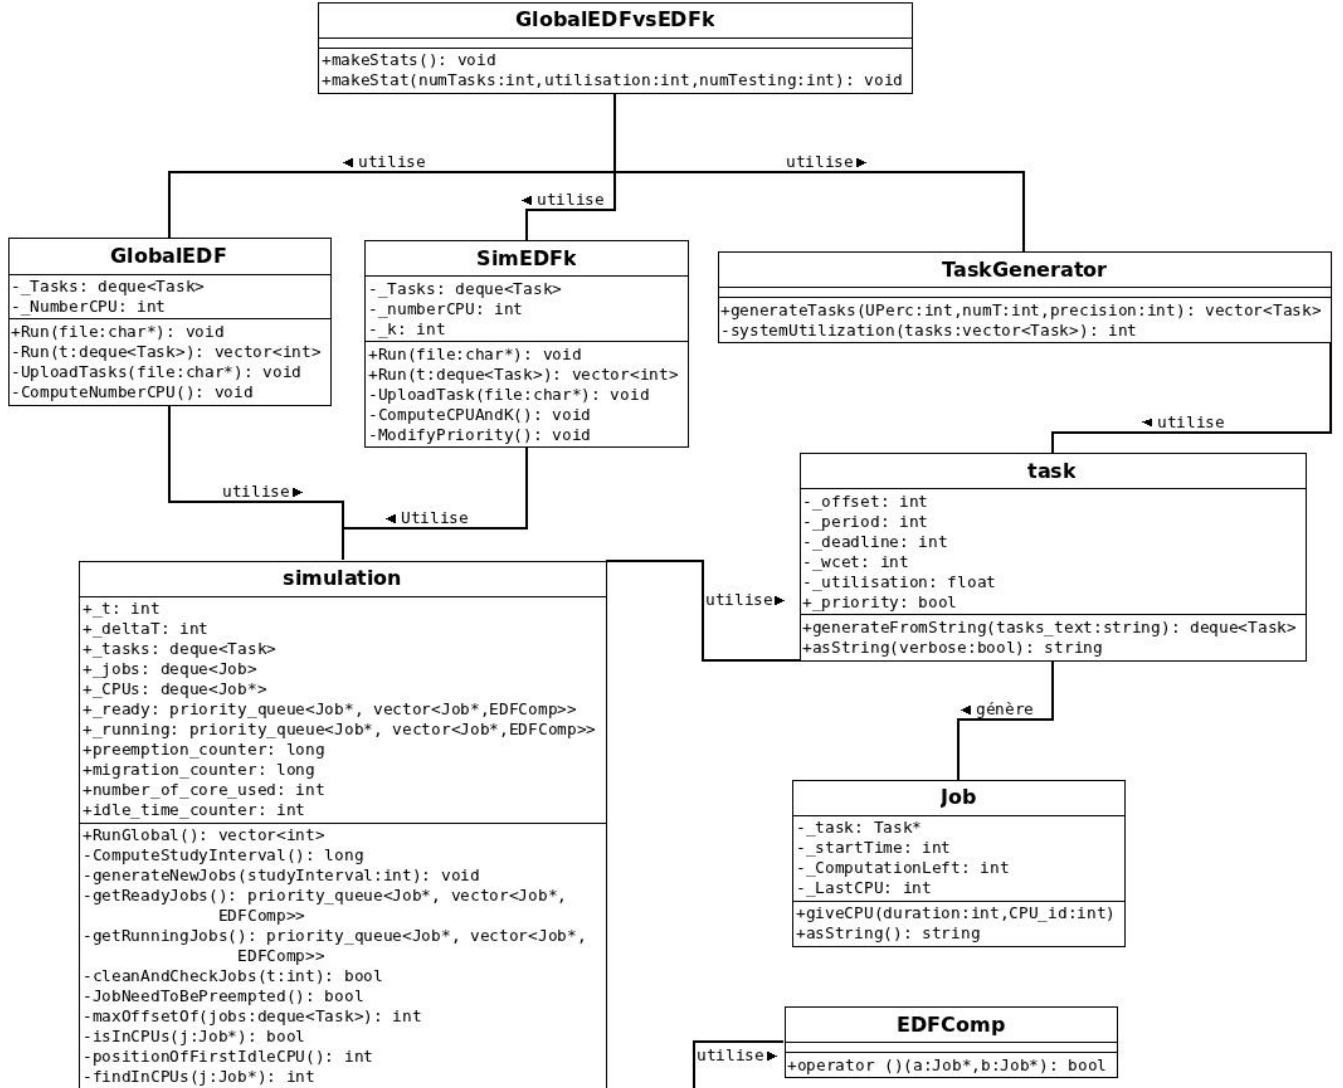 GlobalEDFvsEDFk
+makeStats(): void
+makeStat(numTasks:int,utilisation:int,numTesting:int): void
◄ utilise
utilise►
◄ utilise
GlobalEDF
-_Tasks: deque<Task>
-_NumberCPU: int
+Run(file:char*): void
-Run(t:deque<Task>): vector<int>
-UploadTasks(file:char*): void
-ComputeNumberCPU(): void
SimEDFk
-_Tasks: deque<Task>
-_numberCPU: int
-_k: int
+Run(file:char*): void
+Run(t:deque<Task>): vector<int>
-UploadTask(file:char*): void
-ComputeCPUAndK(): void
-ModifyPriority(): void
TaskGenerator
+generateTasks(UPerc:int,numT:int,precision:int): vector<Task>
-systemUtilization(tasks:vector<Task>): int
◄ utilise
utilise►
◄ Utilise
task
-_offset: int
-_period: int
-_deadline: int
-_wcet: int
-_utilisation: float
+_priority: bool
+generateFromString(tasks_text:string): deque<Task>
+asString(verbose:bool): string
utilise►
simulation
+_t: int
+_deltaT: int
+_tasks: deque<Task>
+_jobs: deque<Job>
+_CPUs: deque<Job*>
+_ready: priority_queue<Job*, vector<Job*,EDFComp>>
+_running: priority_queue<Job*, vector<Job*,EDFComp>>
+preemption_counter: long
+migration_counter: long
+number_of_core_used: int
+idle_time_counter: int
+RunGlobal(): vector<int>
-ComputeStudyInterval(): long
-generateNewJobs(studyInterval:int): void
-getReadyJobs(): priority_queue<Job*, vector<Job*,
EDFComp>>
-getRunningJobs(): priority_queue<Job*, vector<Job*,
EDFComp>>
-cleanAndCheckJobs(t:int): bool
-JobNeedToBePreempted(): bool
-maxOffsetOf(jobs:deque<Task>): int
-isInCPUs(j:Job*): bool
-positionOfFirstIdleCPU(): int
-findInCPUs(j:Job*): int
◄ génère
Job
-_task: Task*
-_startTime: int
-_ComputationLeft: int
-_LastCPU: int
+giveCPU(duration:int,CPU_id:int)
+asString(): string
utilise►
EDFComp
+operator ()(a:Job*,b:Job*): bool